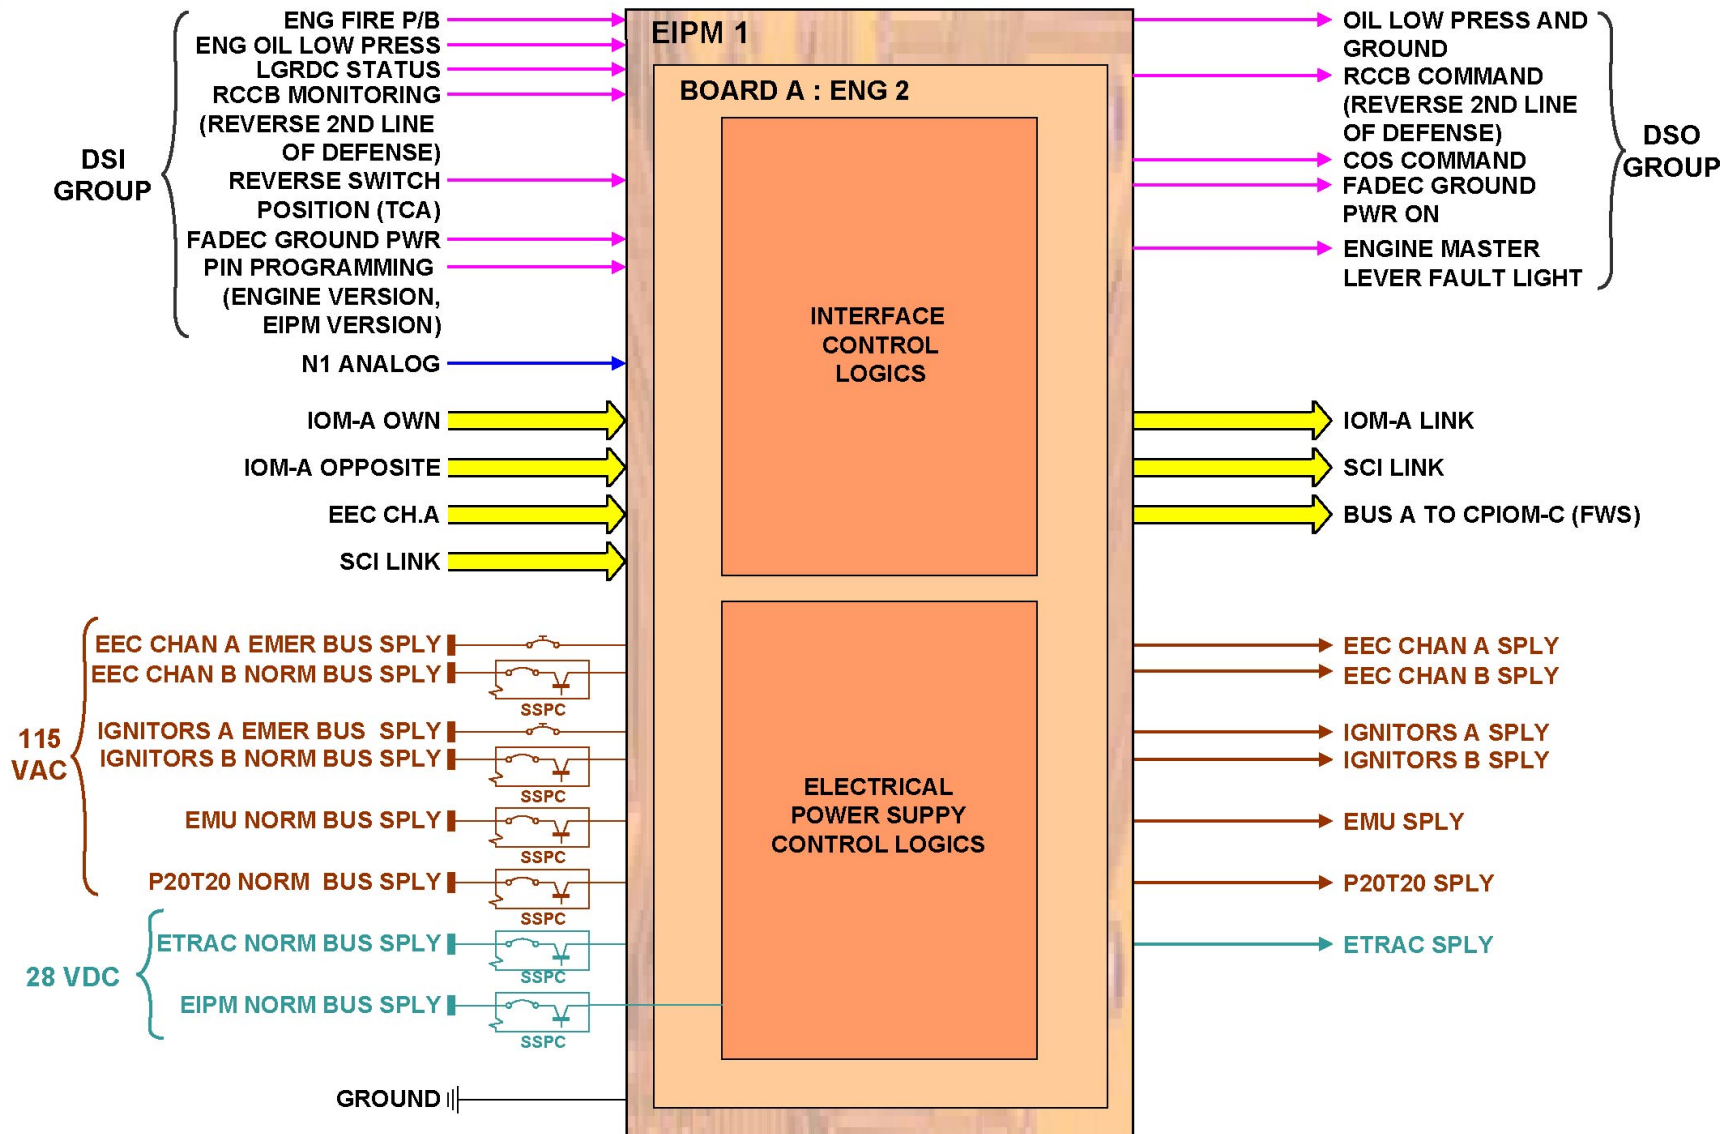 DSI
GROUP
ENG FIRE P/B
ENG OIL LOW PRESS
LGRDC STATUS
RCCB MONITORING
(REVERSE 2ND LINE
OF DEFENSE)
REVERSE SWITCH
POSITION (TCA)
FADEC GROUND PWR
PIN PROGRAMMING
(ENGINE VERSION,
EIPM VERSION)
N1 ANALOG
IOM-A OWN
IOM-A OPPOSITE
EEC CH.A
SCI LINK
115
VAC
EEC CHAN A EMER BUS SPLY
EEC CHAN B NORM BUS SPLY
SSPC
IGNITORS A EMER BUS SPLY
IGNITORS B NORM BUS SPLY
SSPC
EMU NORM BUS SPLY
SSPC
P20T20 NORM BUS SPLY
SSPC
28 VDC
ETRAC NORM BUS SPLY
SSPC
EIPM NORM BUS SPLY
SSPC
GROUND
EIPM 1
BOARD A : ENG 2
INTERFACE
CONTROL
LOGICS
ELECTRICAL
POWER SUPPY
CONTROL LOGICS
OIL LOW PRESS AND
GROUND
RCCB COMMAND
(REVERSE 2ND LINE
OF DEFENSE)
COS COMMAND
FADEC GROUND
PWR ON
ENGINE MASTER
LEVER FAULT LIGHT
DSO
GROUP
IOM-A LINK
SCI LINK
BUS A TO CPIOM-C (FWS)
EEC CHAN A SPLY
EEC CHAN B SPLY
IGNITORS A SPLY
IGNITORS B SPLY
EMU SPLY
P20T20 SPLY
ETRAC SPLY